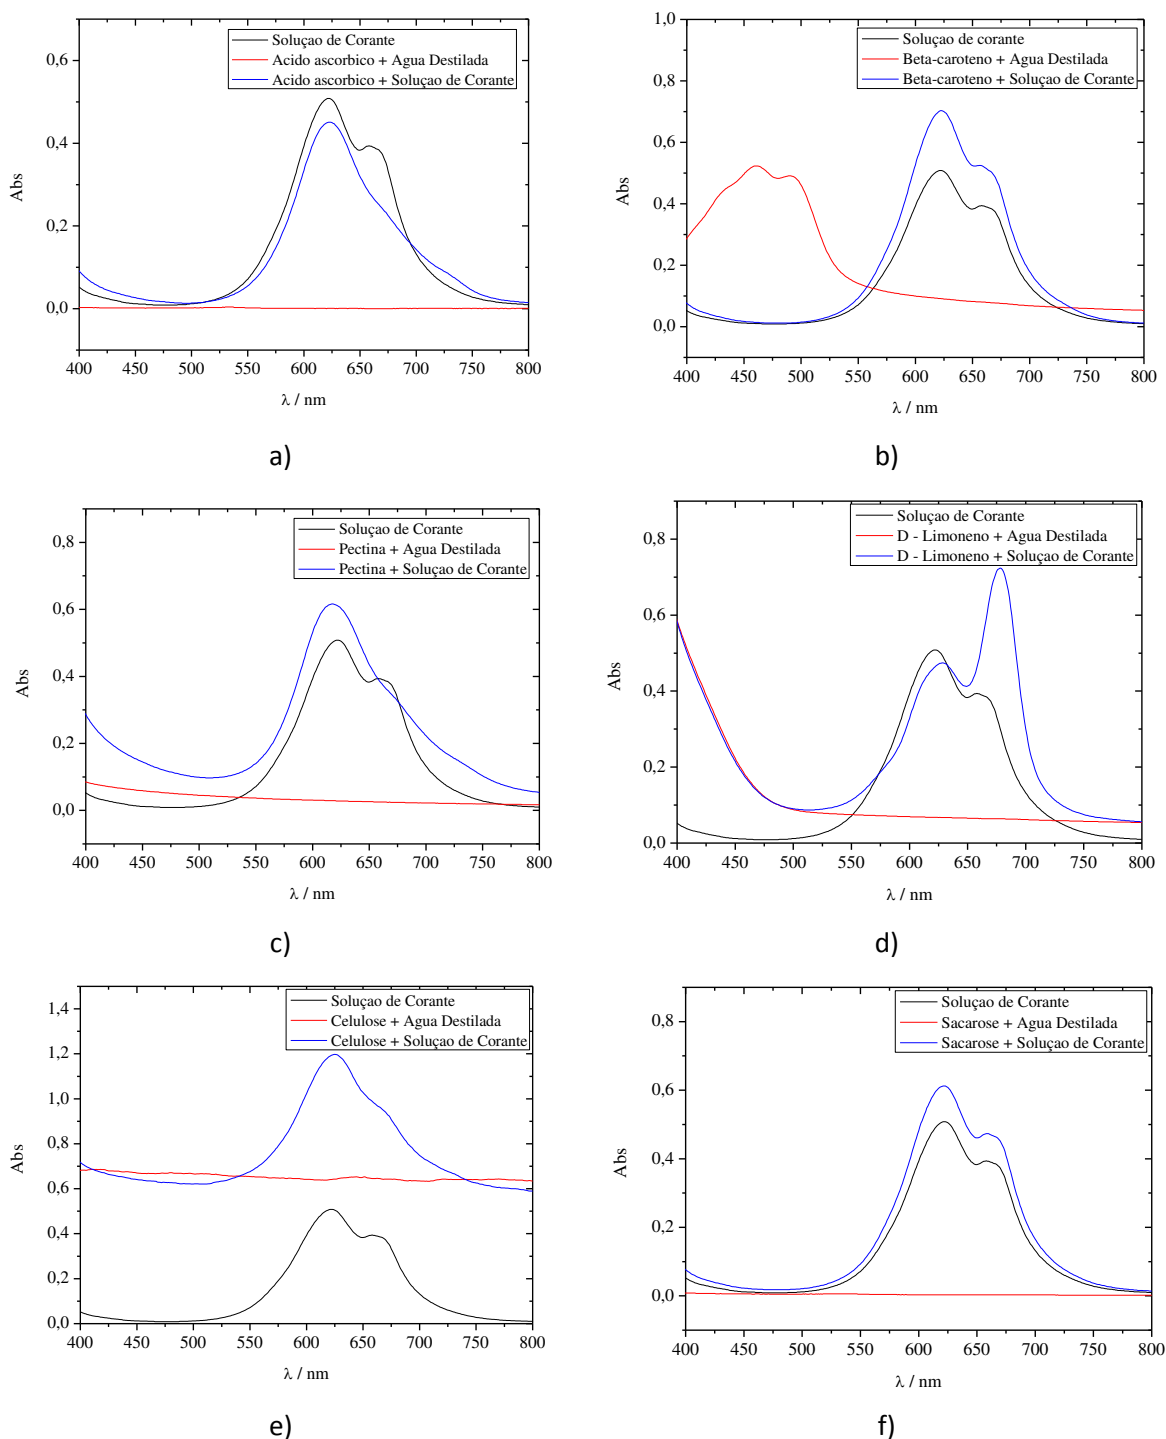 Soluçao de Corante
Acido ascorbico + Agua Destilada
Acido ascorbico + Soluçao de Corante
0,6
0,4
0,2
0,0
Abs
400 450 500 550 600 650 700 750 800
λ / nm
a)
Soluçao de corante
Beta-caroteno + Agua Destilada
Beta-caroteno + Soluçao de Corante
1,0
0,8
0,6
0,4
0,2
0,0
Abs
400 450 500 550 600 650 700 750 800
λ / nm
b)
Soluçao de Corante
Pectina + Agua Destilada
Pectina + Soluçao de Corante
0,8
0,6
0,4
0,2
0,0
Abs
400 450 500 550 600 650 700 750 800
λ / nm
c)
Soluçao de Corante
D - Limoneno + Agua Destilada
D - Limoneno + Soluçao de Corante
0,8
0,6
0,4
0,2
0,0
Abs
400 450 500 550 600 650 700 750 800
λ / nm
d)
Soluçao de Corante
Celulose + Agua Destilada
Celulose + Soluçao de Corante
1,4
1,2
1,0
0,8
0,6
0,4
0,2
0,0
Abs
400 450 500 550 600 650 700 750 800
λ / nm
e)
Soluçao de Corante
Sacarose + Agua Destilada
Sacarose + Soluçao de Corante
0,8
0,6
0,4
0,2
0,0
Abs
400 450 500 550 600 650 700 750 800
λ / nm
f)